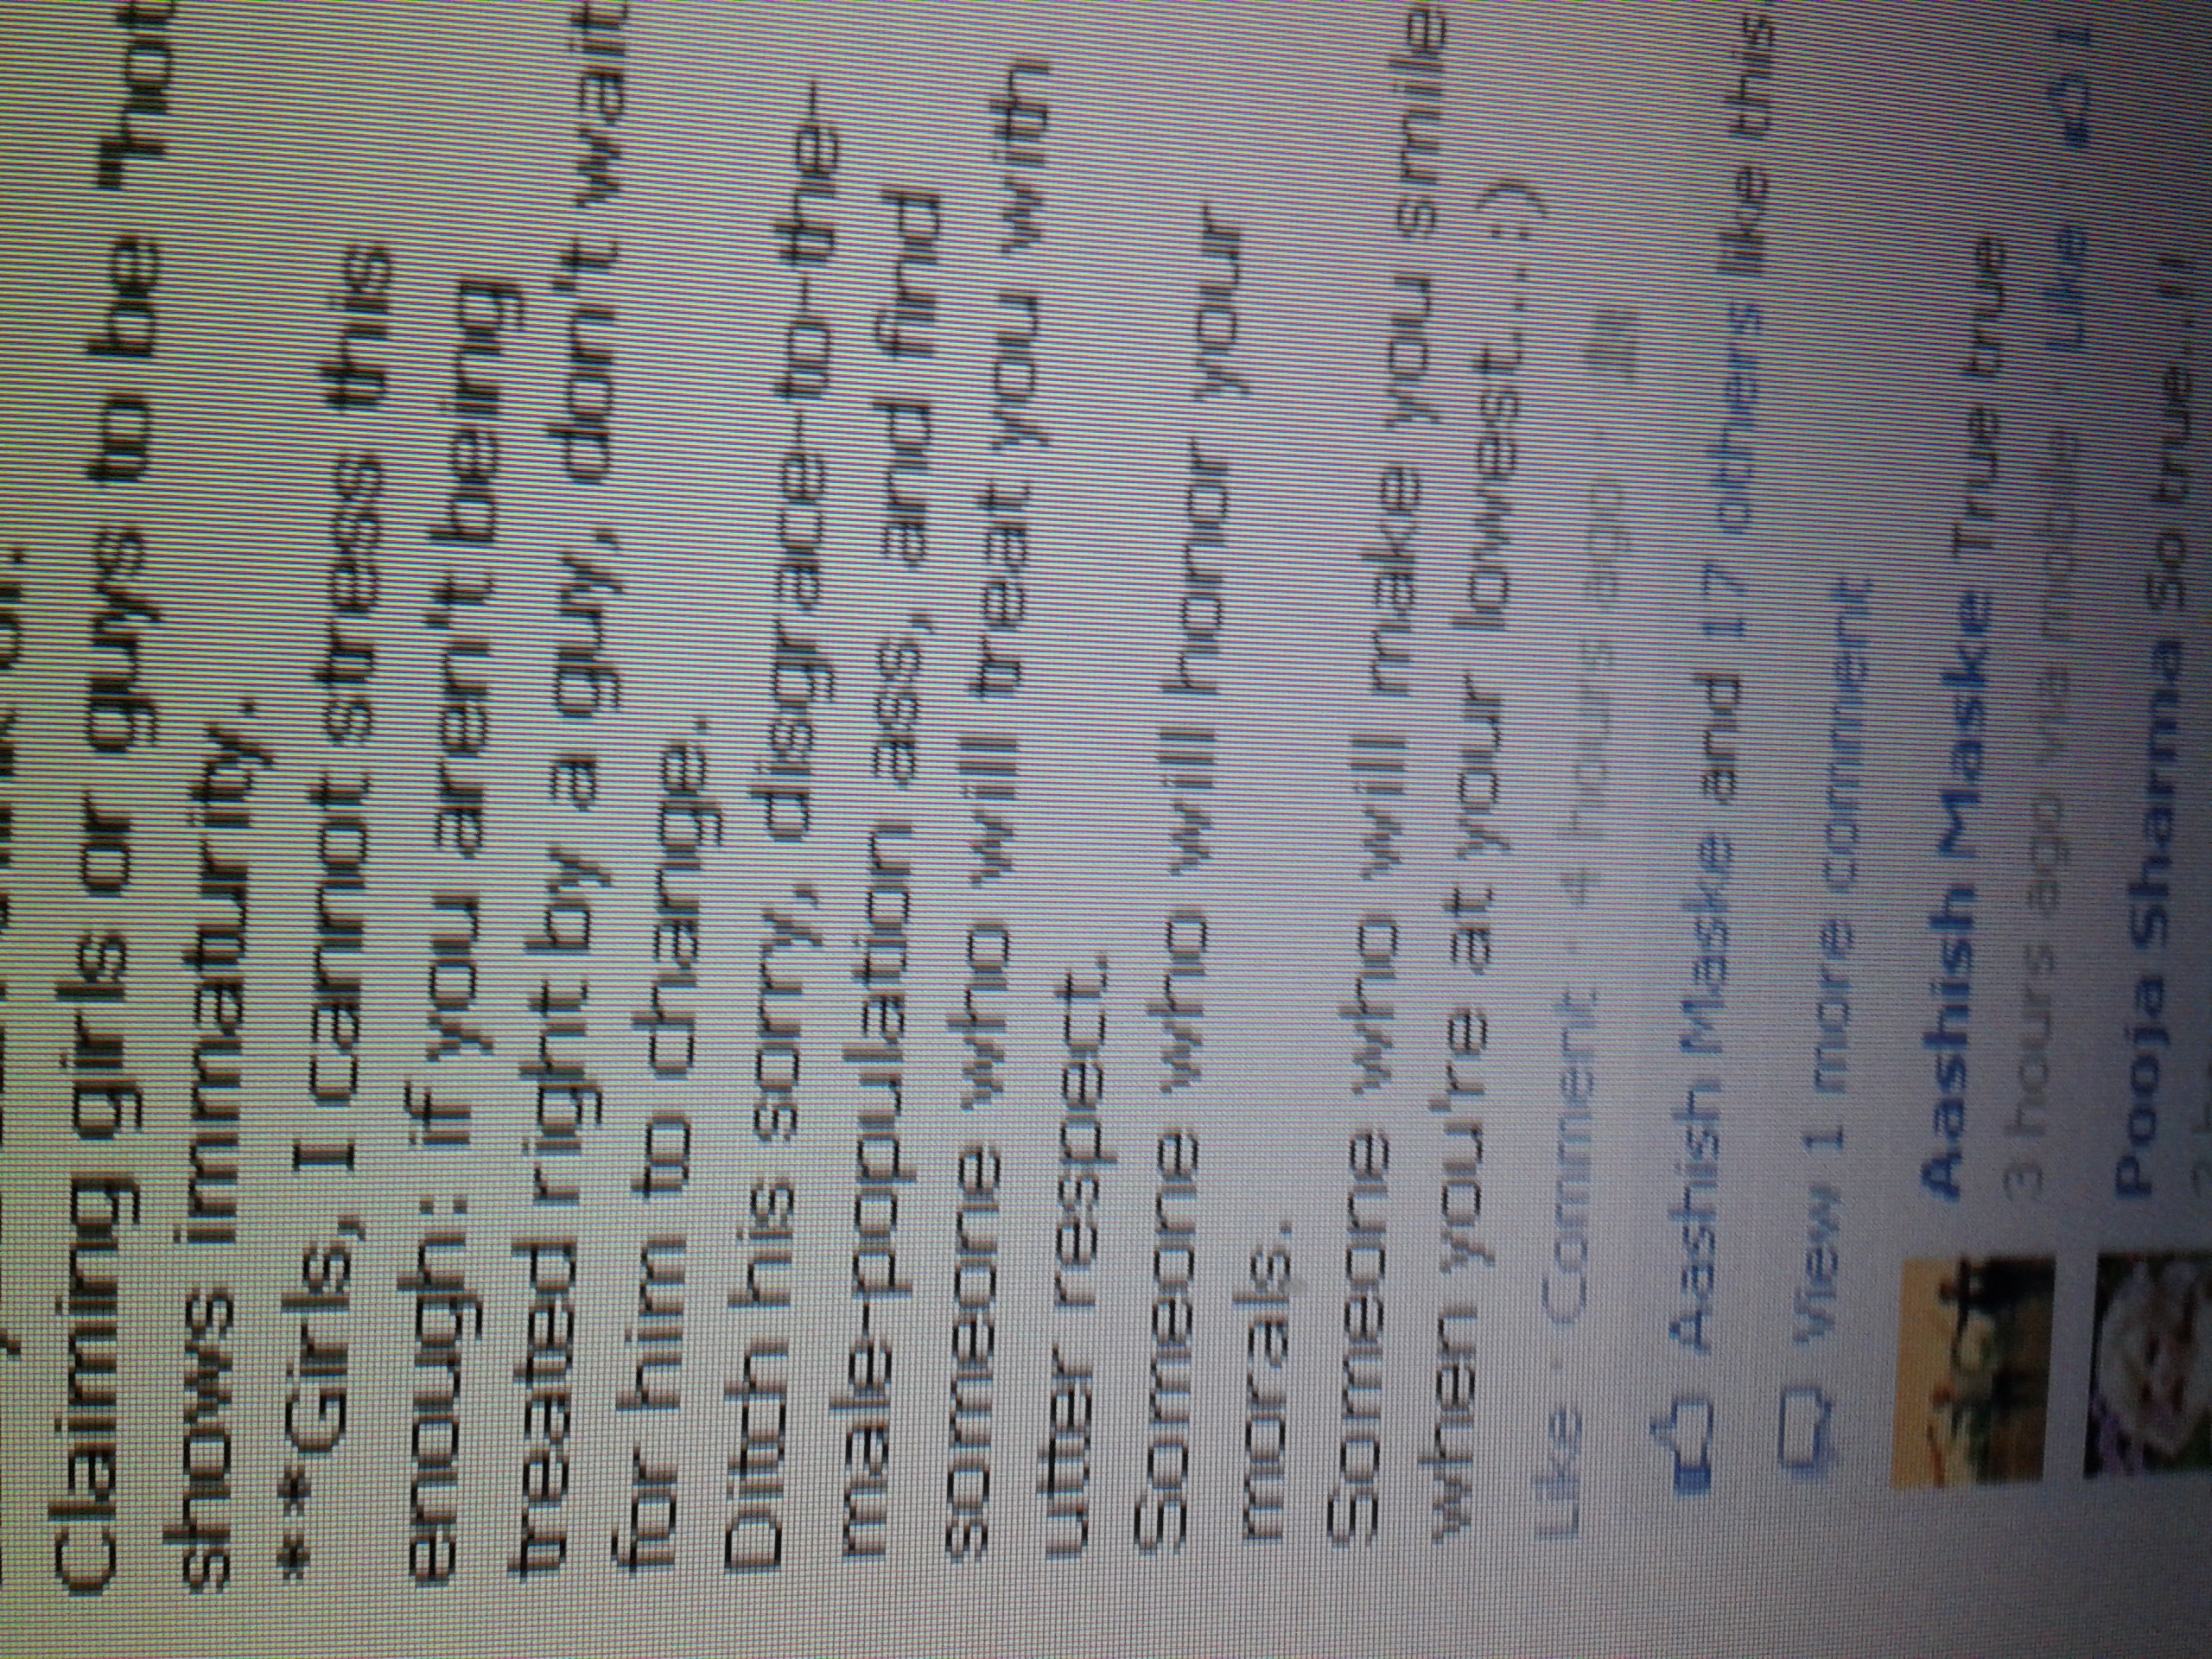 Claiming girls or guys to be "hot
shows immaturity.
**Girls, I cannot stress this
enough: if you aren't being
treated right by a guy, don't wait
for him to change.
Ditch his sorry, disgrace-to-the-
male-population ass, and find
someone who will treat you with
utter respect.
Someone who will honor your
morals.
Someone who will make you smile
when you're at your lowest...:)
Like · Comment · 4 hours ago ·
Aashish Maske and 17 others like this
View 1 more comment
Aashish Maske True true
3 hours ago via mobile · Like · 1
Pooja Sharma So true..!!